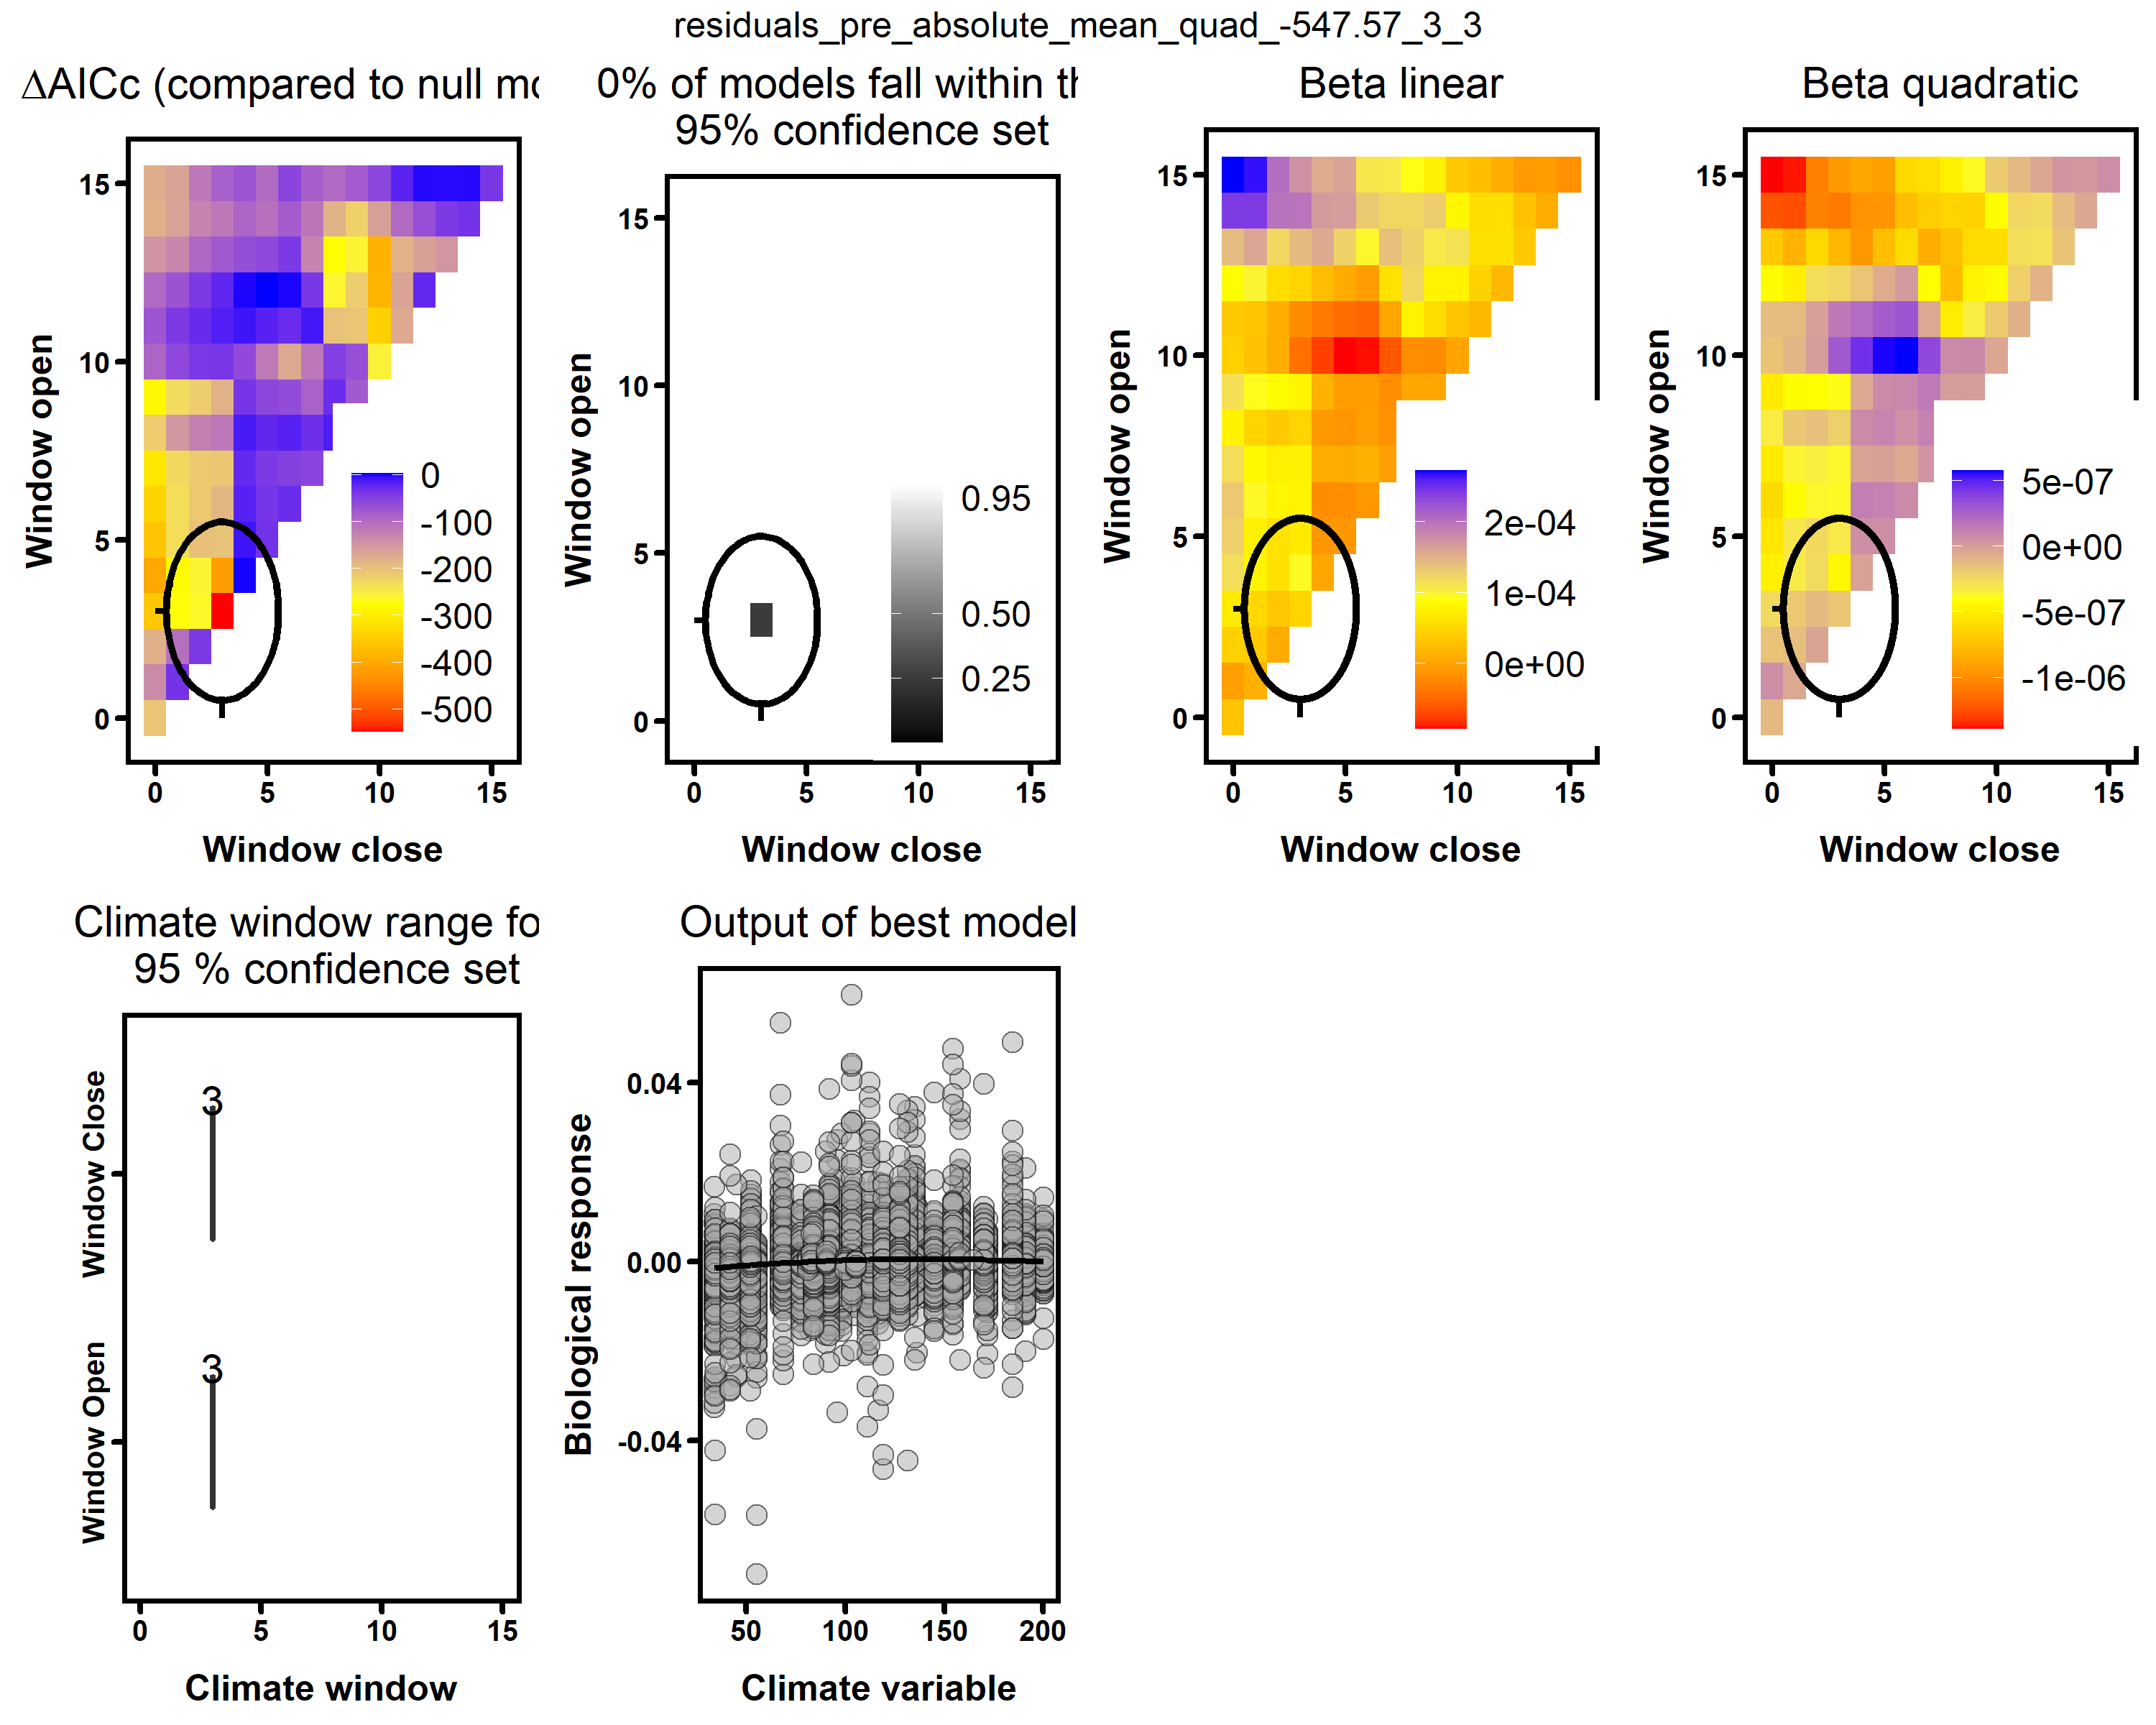 residuals_pre_absolute_mean_quad_-547.57_3_3
ΔAICc (compared to null mo
Window open
15
10
5
0
0
-100
-200
-300
-400
-500
0 5 10 15
Window close
0% of models fall within th
95% confidence set
Window open
15
10
5
0
0.95
0.50
0.25
0 5 10 15
Window close
Beta linear
Window open
15
10
5
0
2e-04
1e-04
0e+00
0 5 10 15
Window close
Beta quadratic
Window open
15
10
5
0
5e-07
0e+00
-5e-07
-1e-06
0 5 10 15
Window close
Climate window range fo
95 % confidence set
Window Close
Window Open
3
3
0 5 10 15
Climate window
Output of best model
Biological response
0.04
0.00
-0.04
50 100 150 200
Climate variable